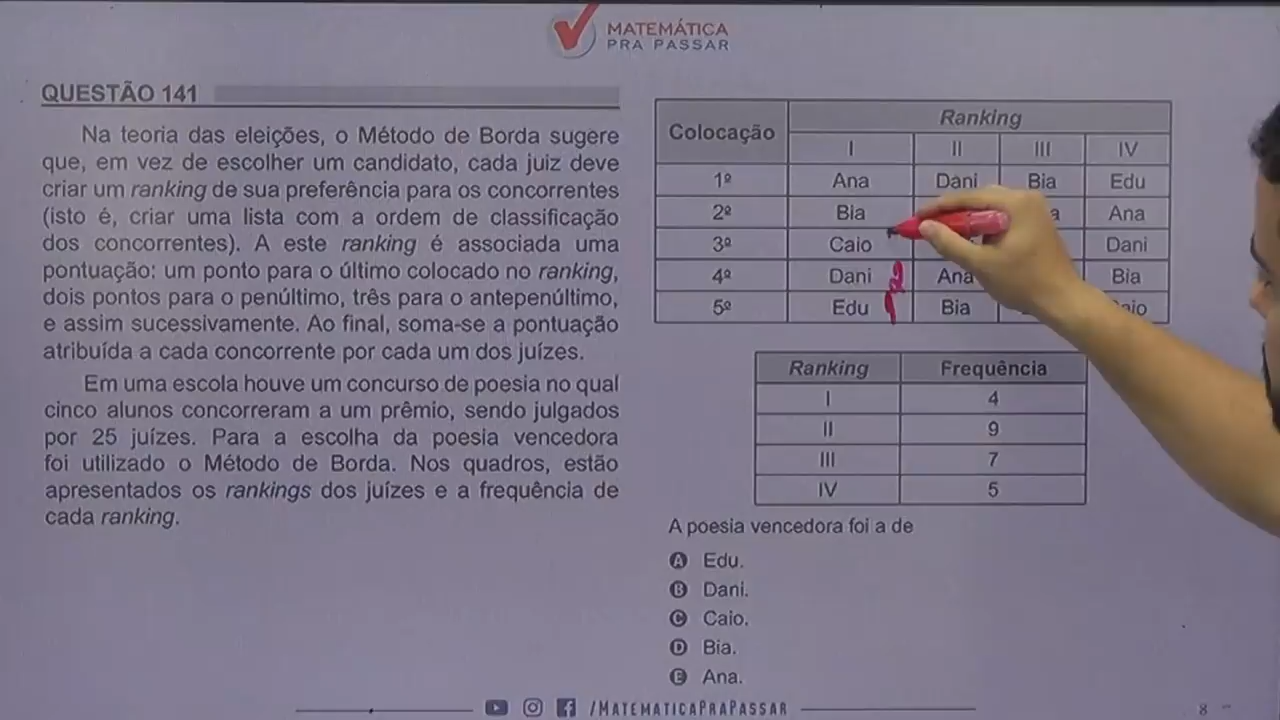 MATEMÁTICA
PRA PASSAR
QUESTÃO 141
Na teoria das eleições, o Método de Borda sugere
que, em vez de escolher um candidato, cada juiz deve
criar um ranking de sua preferência para os concorrentes
(isto é, criar uma lista com a ordem de classificação
dos concorrentes). A este ranking é associada uma
pontuação: um ponto para o último colocado no ranking,
dois pontos para o penúltimo, três para o antepenúltimo,
e assim sucessivamente. Ao final, soma-se a pontuação
atribuída a cada concorrente por cada um dos juízes.
Em uma escola houve um concurso de poesia no qual
cinco alunos concorreram a um prêmio, sendo julgados
por 25 juízes. Para a escolha da poesia vencedora
foi utilizado o Método de Borda. Nos quadros, estão
apresentados os rankings dos juízes e a frequência de
cada ranking.
Colocação Ranking
I II III IV
1º Ana Dani Bia Edu
2º Bia Ana
3º Caio Dani
4º Dani Ana Bia
5º Edu Bia
Ranking Frequência
I 4
II 9
III 7
IV 5
A poesia vencedora foi a de
A Edu.
B Dani.
C Caio.
D Bia.
E Ana.
/MATEMATICAPRAPASSAR
8